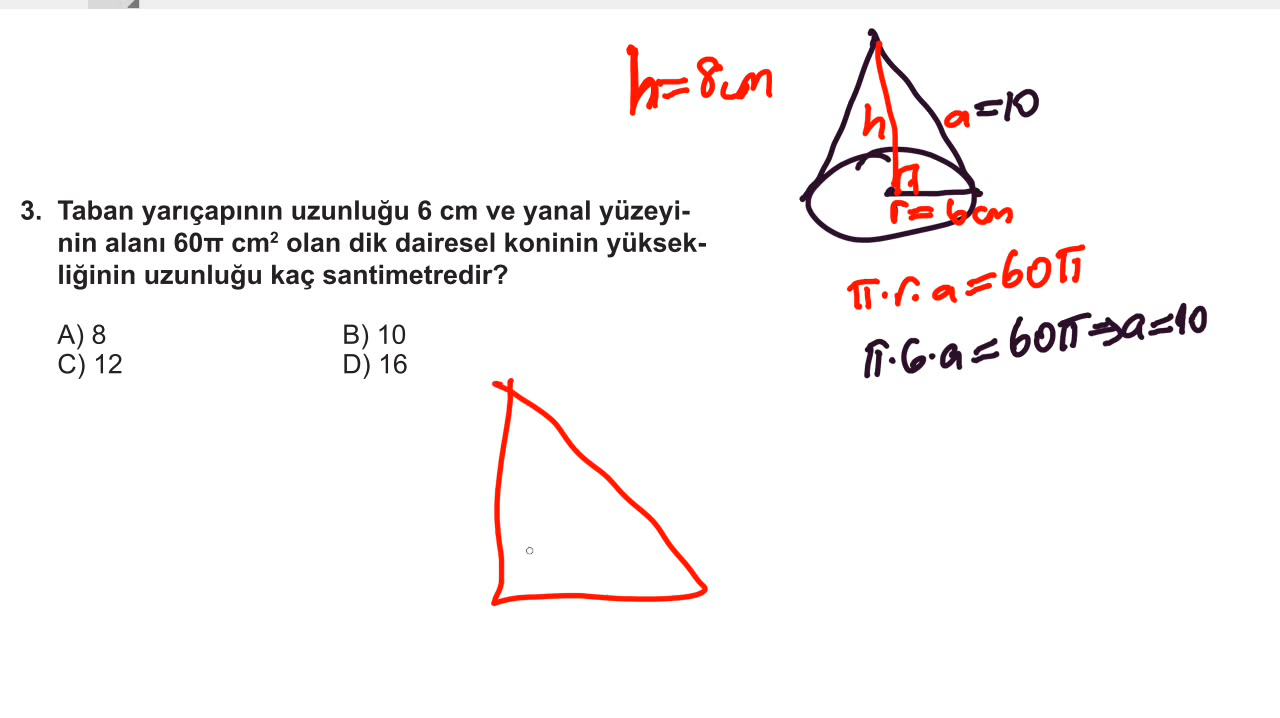 h=8cm
h
a=10
r=6cm
3. Taban yarıçapının uzunluğu 6 cm ve yanal yüzeyi-
nin alanı 60π cm² olan dik dairesel koninin yüksek-
liğinin uzunluğu kaç santimetredir?
π·r·a=60π
π·6·a=60π⇒a=10
A) 8 B) 10
C) 12 D) 16